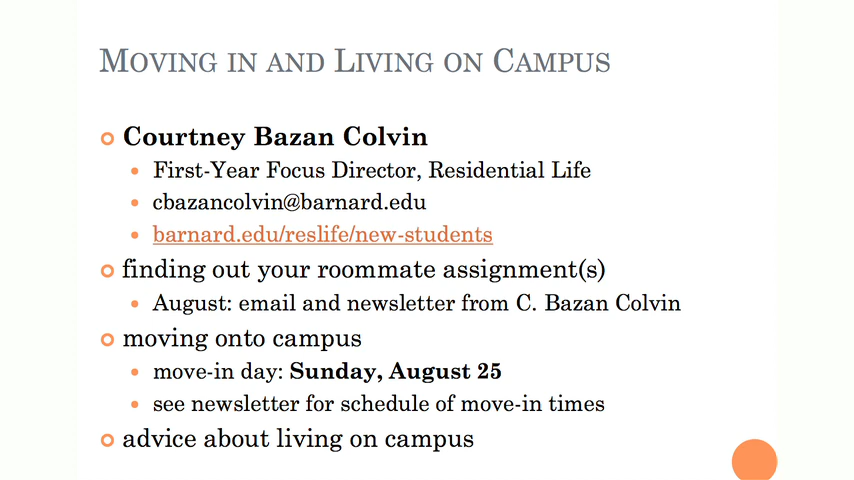 Moving in and Living on Campus
Courtney Bazan Colvin
First-Year Focus Director, Residential Life
cbazancolvin@barnard.edu
barnard.edu/reslife/new-students
finding out your roommate assignment(s)
August: email and newsletter from C. Bazan Colvin
moving onto campus
move-in day: Sunday, August 25
see newsletter for schedule of move-in times
advice about living on campus